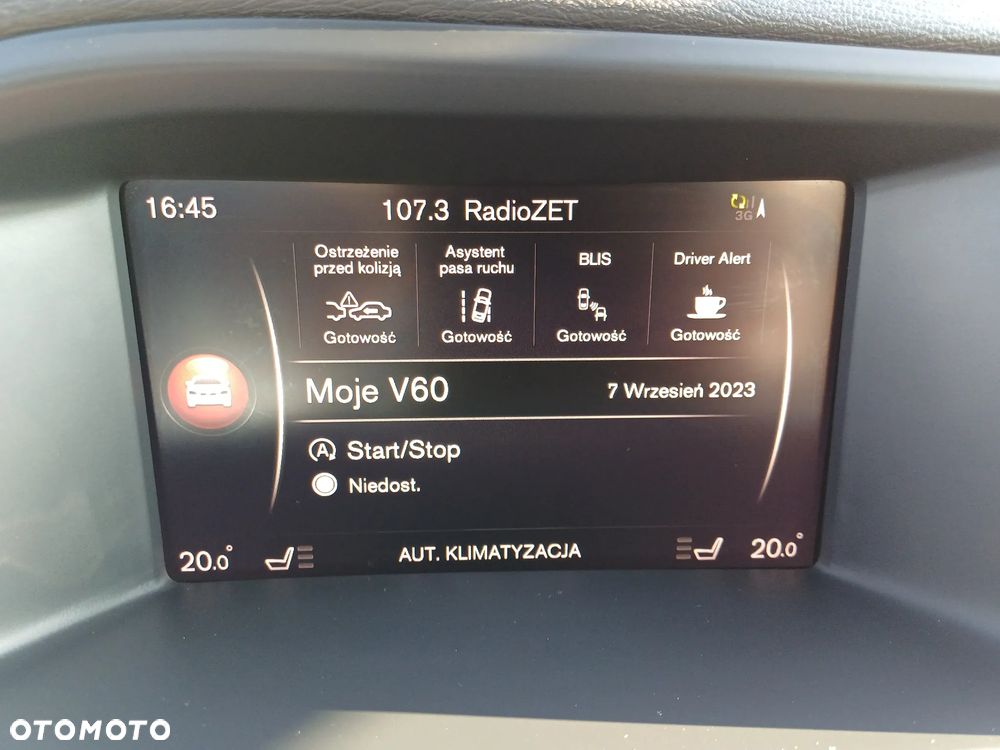 16:45 107.3 RadioZET 3G
Ostrzeżenie
przed kolizją
Gotowość
Asystent
pasa ruchu
Gotowość
BLIS
Gotowość
Driver Alert
Gotowość
Moje V60 7 Wrzesień 2023
A Start/Stop
Niedost.
20.0° AUT. KLIMATYZACJA 20.0°
OTOMOTO